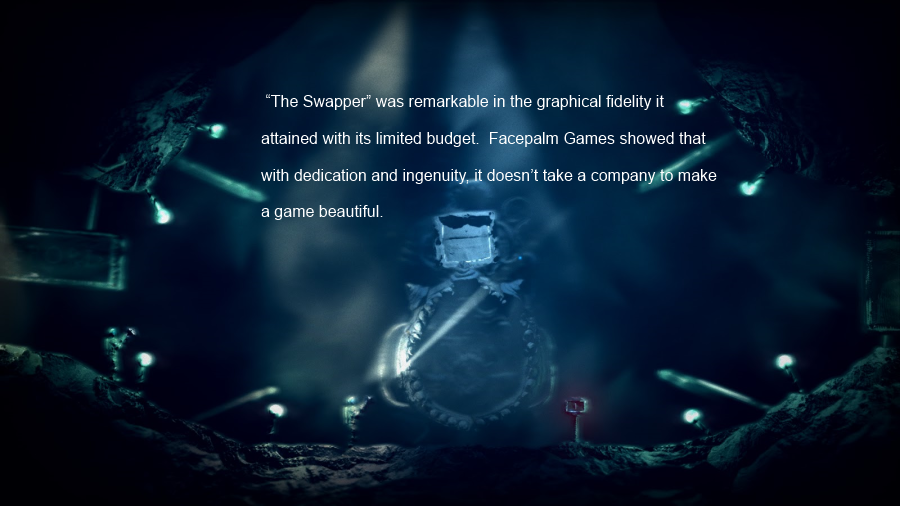 “The Swapper” was remarkable in the graphical fidelity it
attained with its limited budget.  Facepalm Games showed that
with dedication and ingenuity, it doesn’t take a company to make
a game beautiful.